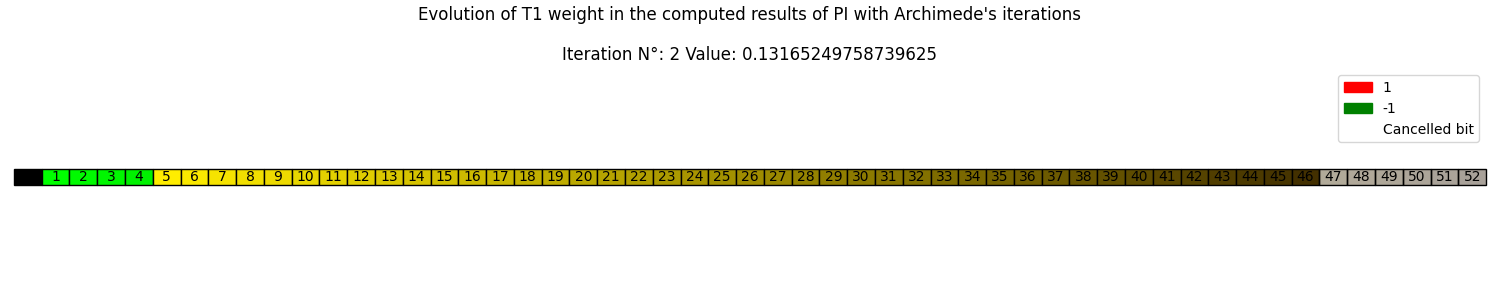 Evolution of T1 weight in the computed results of PI with Archimede's iterations
Iteration N°: 2 Value: 0.13165249758739625
1
-1
Cancelled bit
1 2 3 4 5 6 7 8 9 10 11 12 13 14 15 16 17 18 19 20 21 22 23 24 25 26 27 28 29 30 31 32 33 34 35 36 37 38 39 40 41 42 43 44 45 46 47 48 49 50 51 52